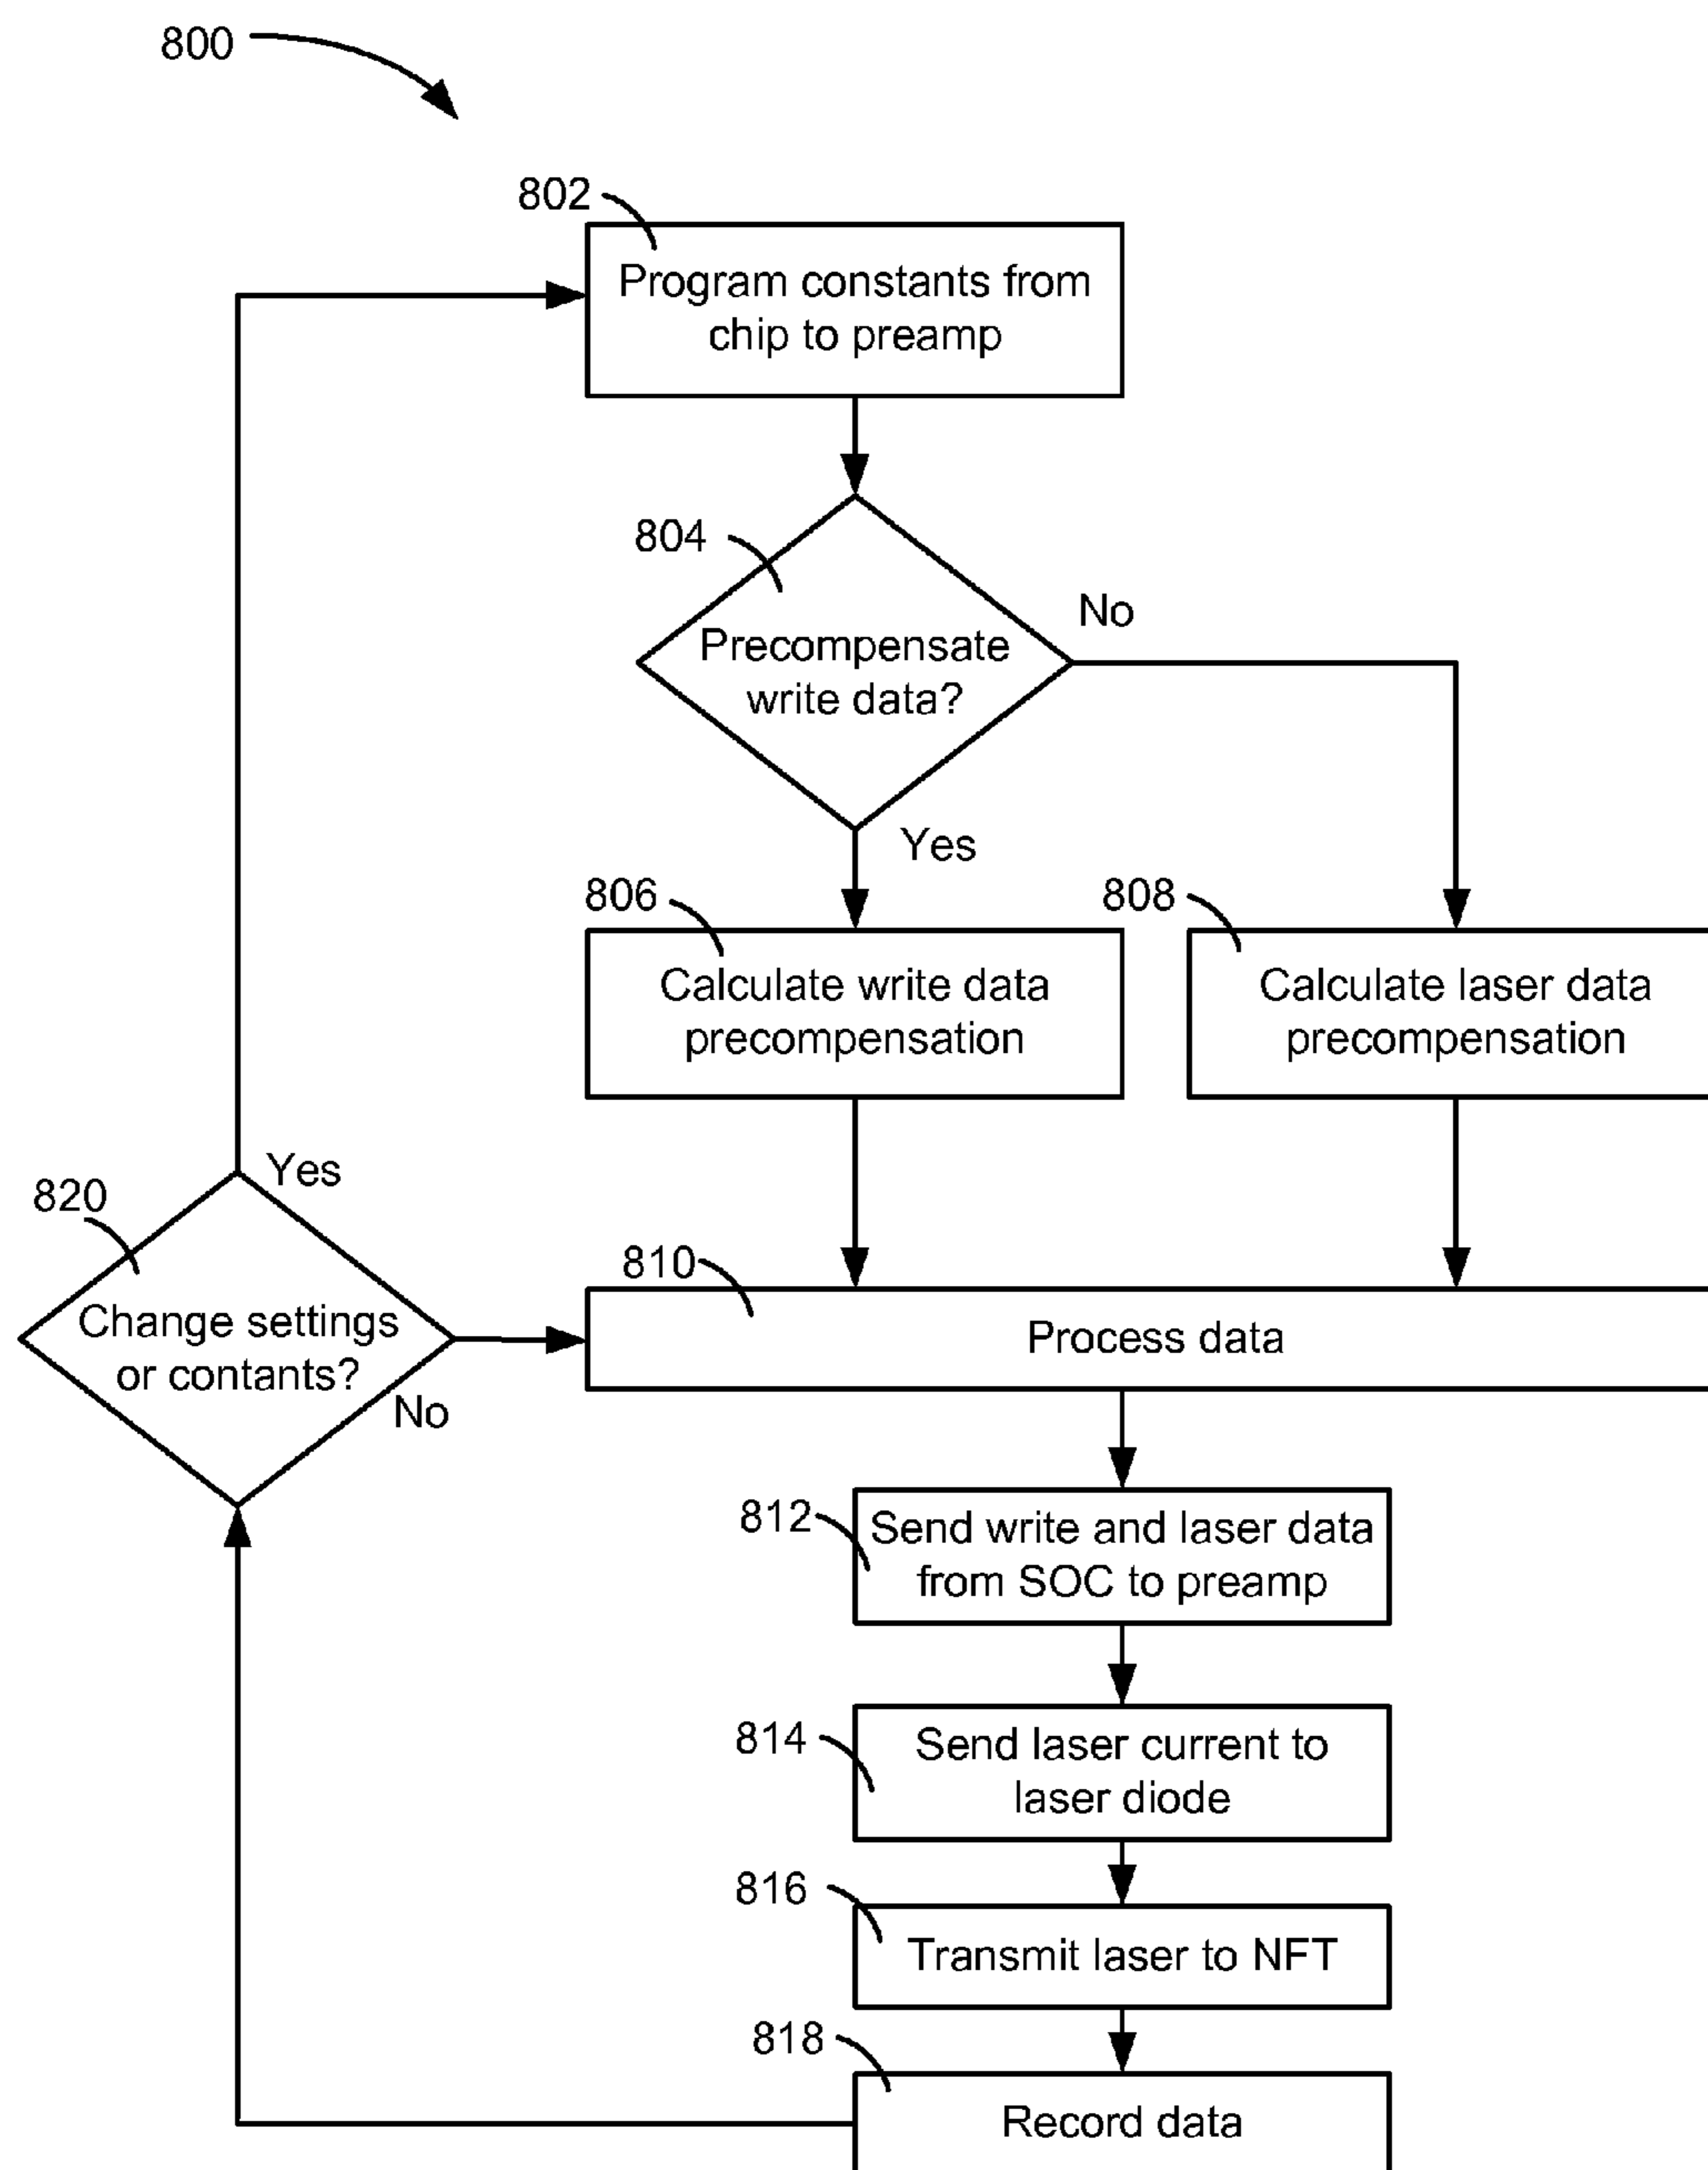 800
802
Program constants from
chip to preamp
804
No
Precompensate
write data?
Yes
806
808
Calculate write data
precompensation
Calculate laser data
precompensation
Yes
820
810
Change settings
or contants?
Process data
No
812
Send write and laser data
from SOC to preamp
814
Send laser current to
laser diode
816
Transmit laser to NFT
818
Record data